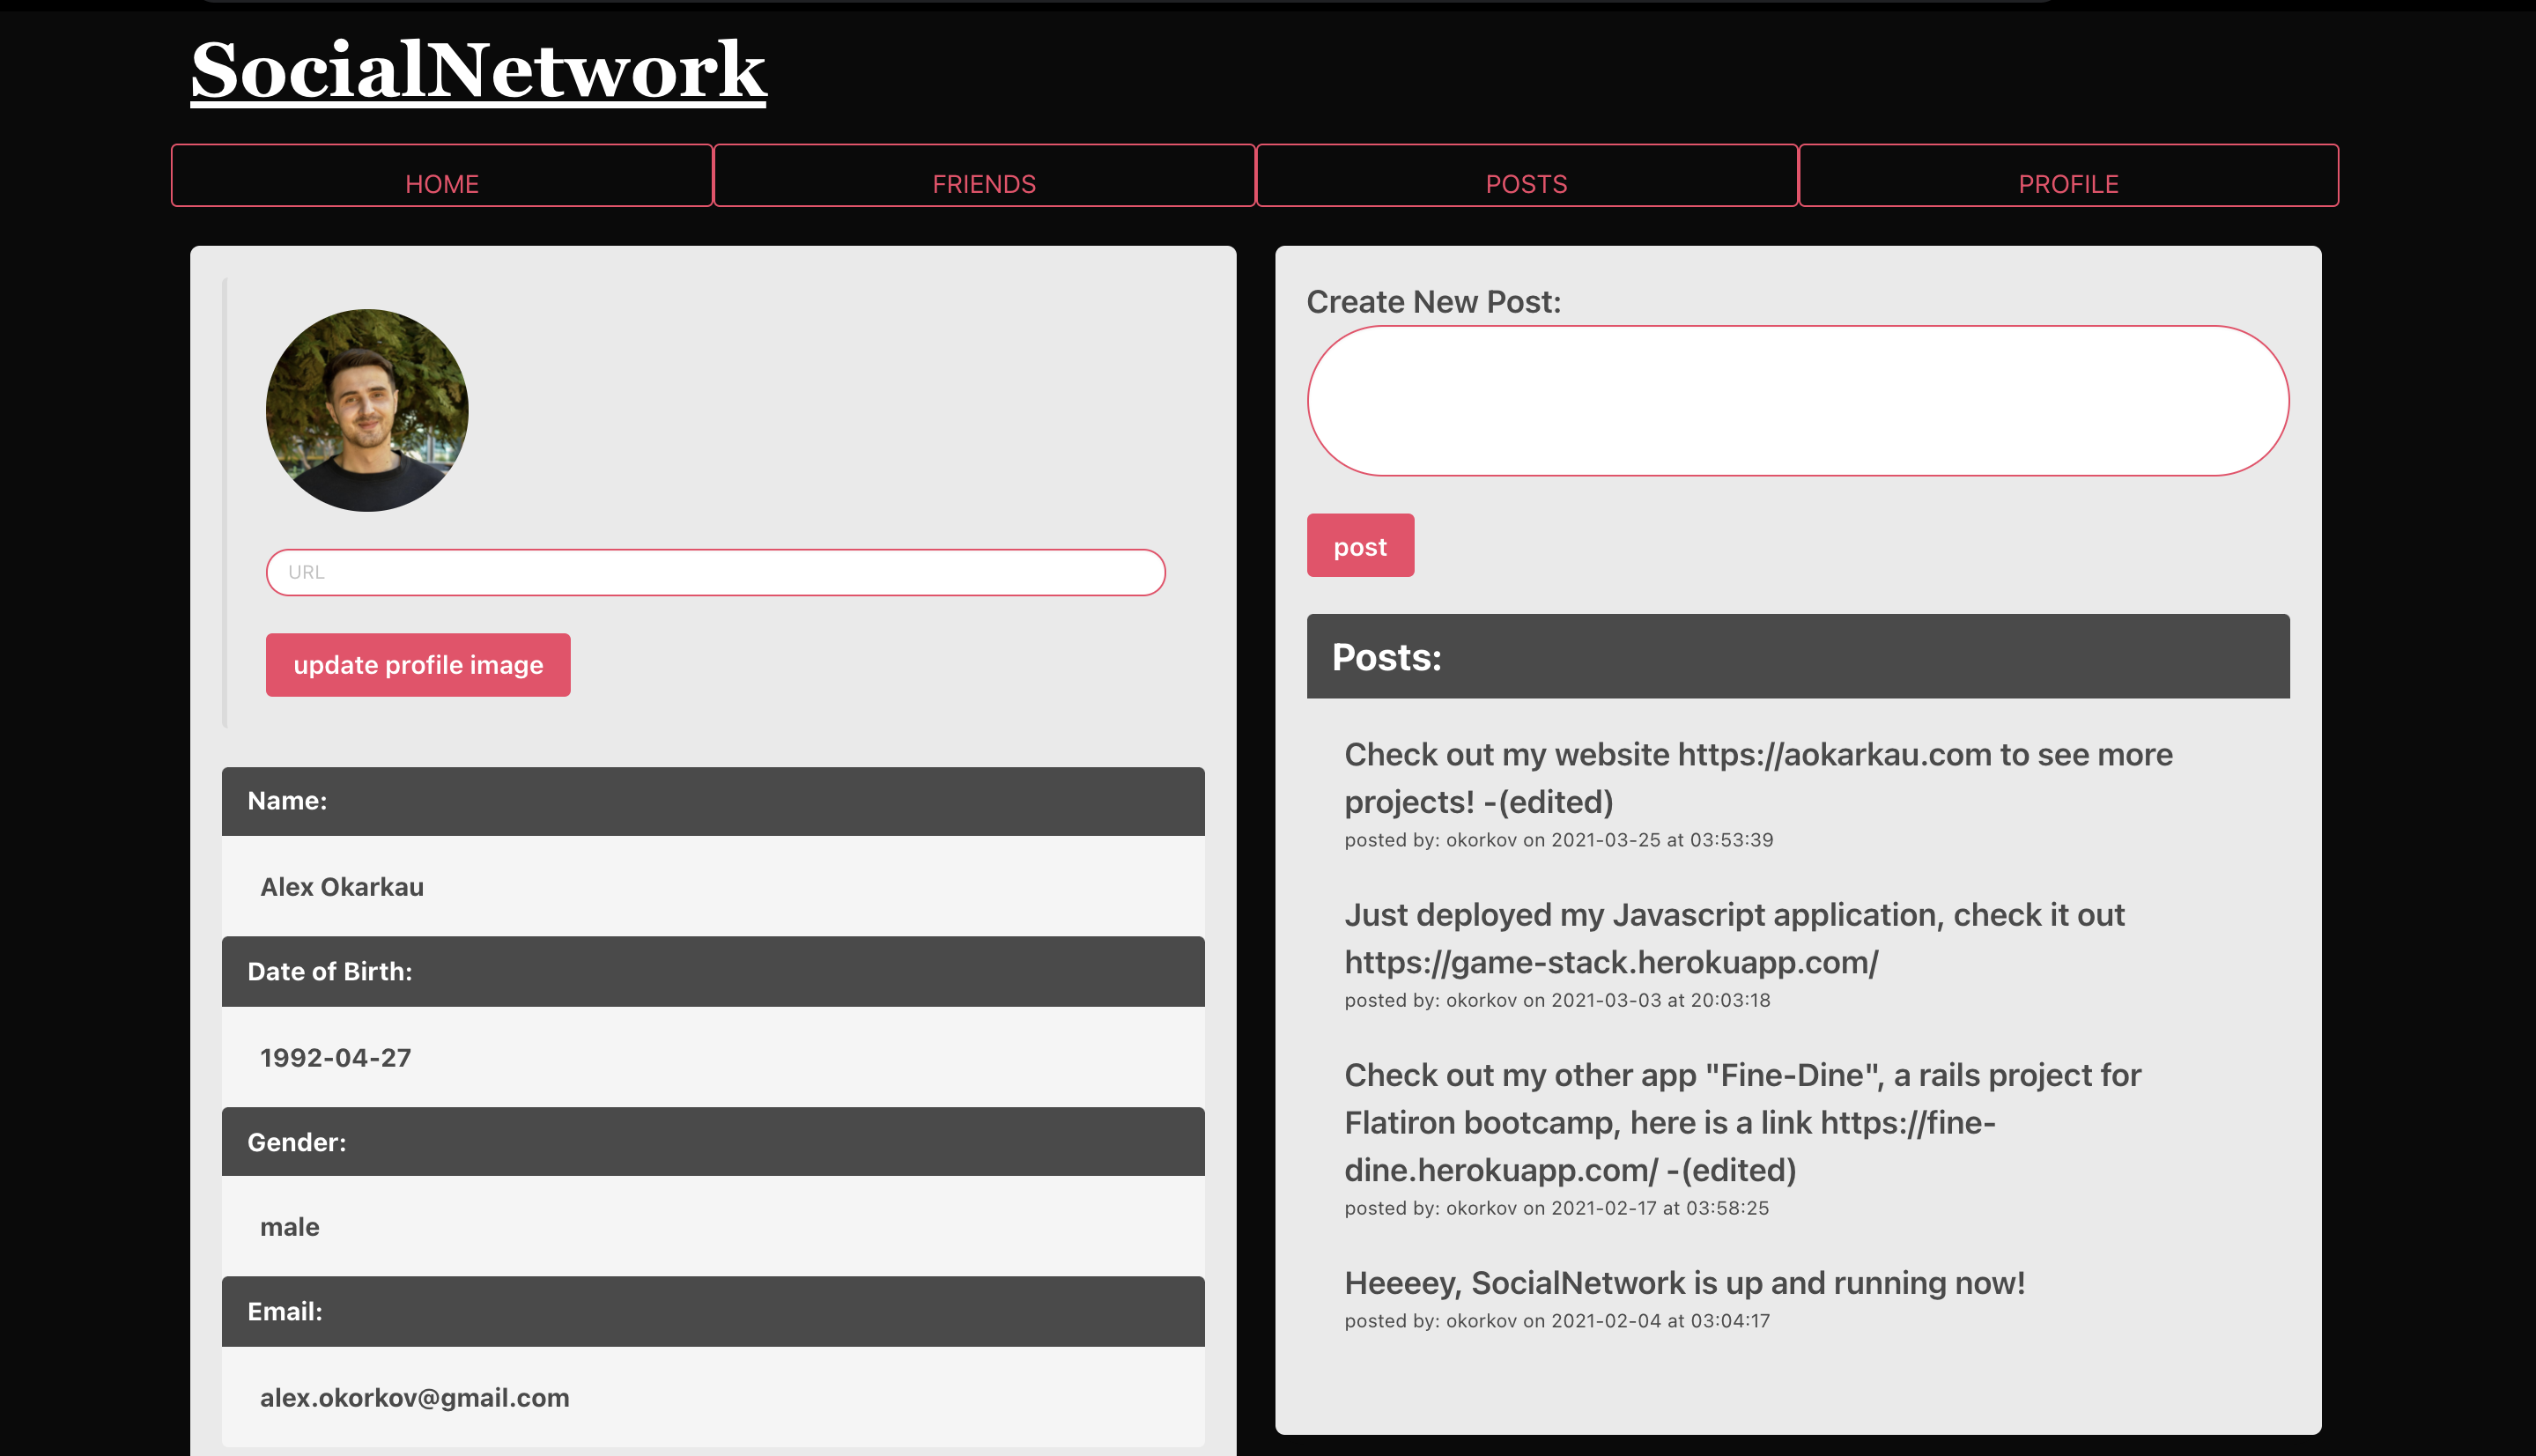 SocialNetwork
HOME
FRIENDS
POSTS
PROFILE
URL
update profile image
Name:
Alex Okarkau
Date of Birth:
1992-04-27
Gender:
male
Email:
alex.okorkov@gmail.com
Create New Post:
post
Posts:
Check out my website https://aokarkau.com to see more
projects! -(edited)
posted by: okorkov on 2021-03-25 at 03:53:39
Just deployed my Javascript application, check it out
https://game-stack.herokuapp.com/
posted by: okorkov on 2021-03-03 at 20:03:18
Check out my other app "Fine-Dine", a rails project for
Flatiron bootcamp, here is a link https://fine-
dine.herokuapp.com/ -(edited)
posted by: okorkov on 2021-02-17 at 03:58:25
Heeeey, SocialNetwork is up and running now!
posted by: okorkov on 2021-02-04 at 03:04:17